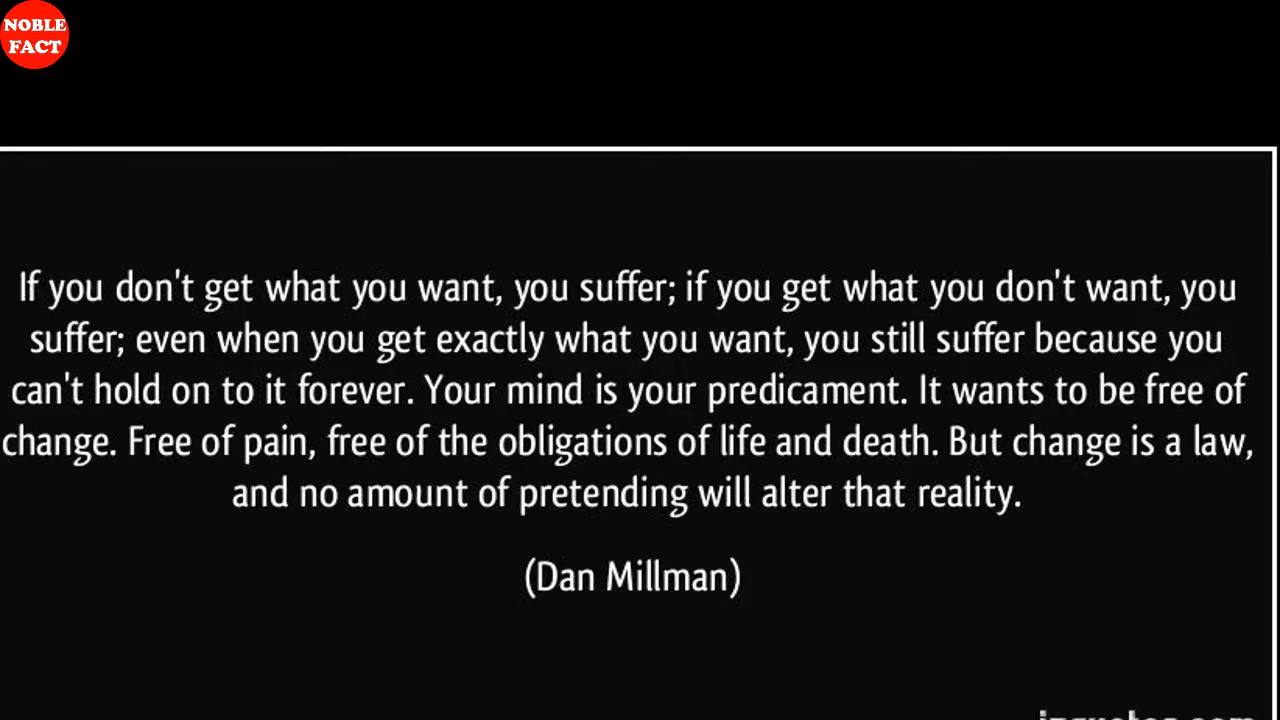 NOBLE
FACT
If you don't get what you want, you suffer; if you get what you don't want, you
suffer; even when you get exactly what you want, you still suffer because you
can't hold on to it forever. Your mind is your predicament. It wants to be free of
change. Free of pain, free of the obligations of life and death. But change is a law,
and no amount of pretending will alter that reality.
(Dan Millman)